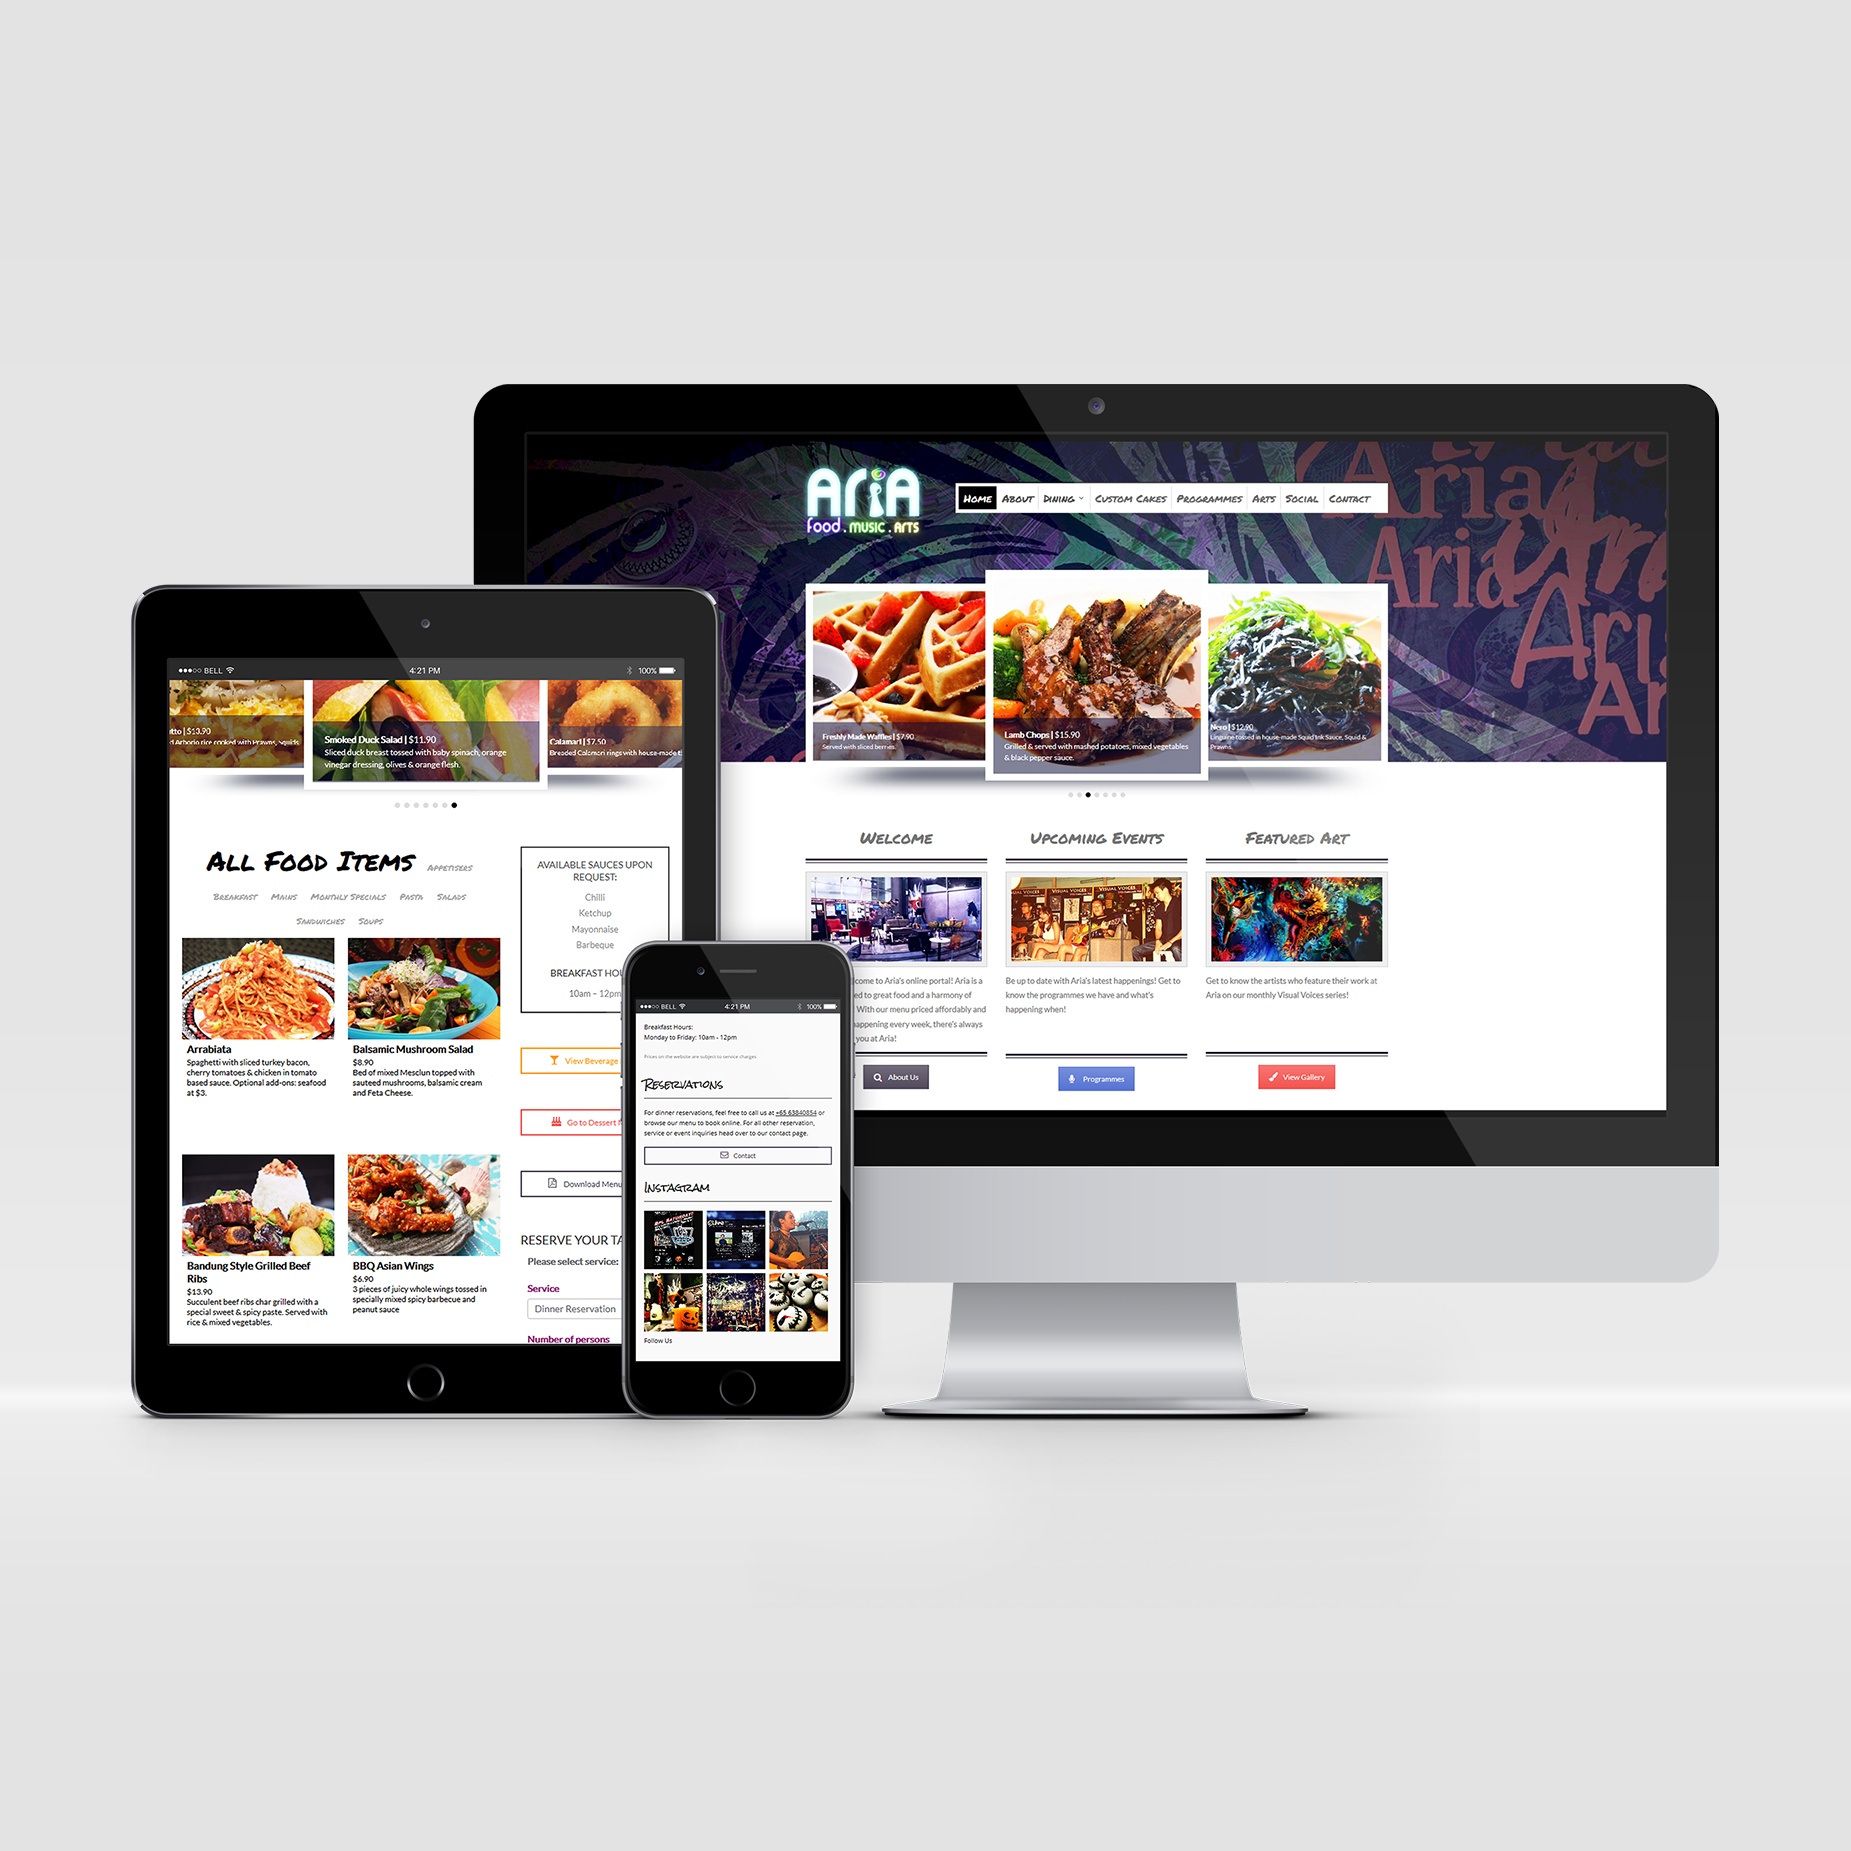 ARIA
food . music . ARTS
Home About Dining Custom Cakes Programmes Arts Social Contact
Aria
Aria
Aria
Freshly Made Waffles | $7.90
Served with sliced berries.
Lamb Chops | $15.90
Grilled & served with mashed potatoes, mixed vegetables
& black pepper sauce.
Nero | $12.90
Linguine tossed in house-made Squid Ink Sauce, Squid &
Prawns
Welcome
come to Aria's online portal! Aria is a
ed to great food and a harmony of
With our menu priced affordably and
appening every week, there's always
you at Aria!
About Us
Upcoming Events
VISUAL VOICES
VISUAL VOICES
Be up to date with Aria's latest happenings! Get to
know the programmes we have and what's
happening when!
Programmes
Featured Art
Get to know the artists who feature their work at
Aria on our monthly Visual Voices series!
View Gallery
BELL 4:21 PM 100%
tto | $13.90
d Arborio rice cooked with Prawns, Squids
Smoked Duck Salad | $11.90
Sliced duck breast tossed with baby spinach, orange
vinegar dressing, olives & orange flesh.
Calamari | $7.50
Breaded Calamari rings with house-made t
All Food Items Appetisers
Breakfast Mains Monthly Specials Pasta Salads
Sandwiches Soups
Arrabiata
Spaghetti with sliced turkey bacon,
cherry tomatoes & chicken in tomato
based sauce. Optional add-ons: seafood
at $3.
Balsamic Mushroom Salad
$8.90
Bed of mixed Mesclun topped with
sauteed mushrooms, balsamic cream
and Feta Cheese.
Bandung Style Grilled Beef
Ribs
$13.90
Succulent beef ribs char grilled with a
special sweet & spicy paste. Served with
rice & mixed vegetables.
BBQ Asian Wings
$6.90
3 pieces of juicy whole wings tossed in
specially mixed spicy barbecue and
peanut sauce
AVAILABLE SAUCES UPON
REQUEST:
Chilli
Ketchup
Mayonnaise
Barbeque
BREAKFAST HOU
10am – 12pm
View Beverage
Go to Dessert
Download Menu
RESERVE YOUR TA
Please select service:
Service
Dinner Reservation
Number of persons
BELL 4:21 PM 100%
Breakfast Hours:
Monday to Friday: 10am - 12pm
Prices on the website are subject to service charges
Reservations
For dinner reservations, feel free to call us at +65 63840854 or
browse our menu to book online. For all other reservation,
service or event inquiries head over to our contact page.
Contact
Instagram
Follow Us